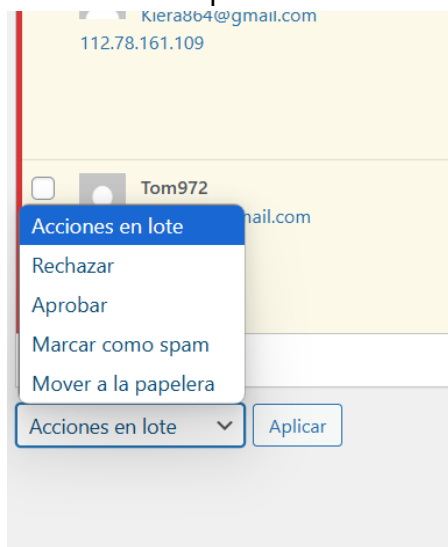 Kiera864@gmail.com
112.78.161.109
Tom972
nail.com
Acciones en lote
Rechazar
Aprobar
Marcar como spam
Mover a la papelera
Acciones en lote
Aplicar